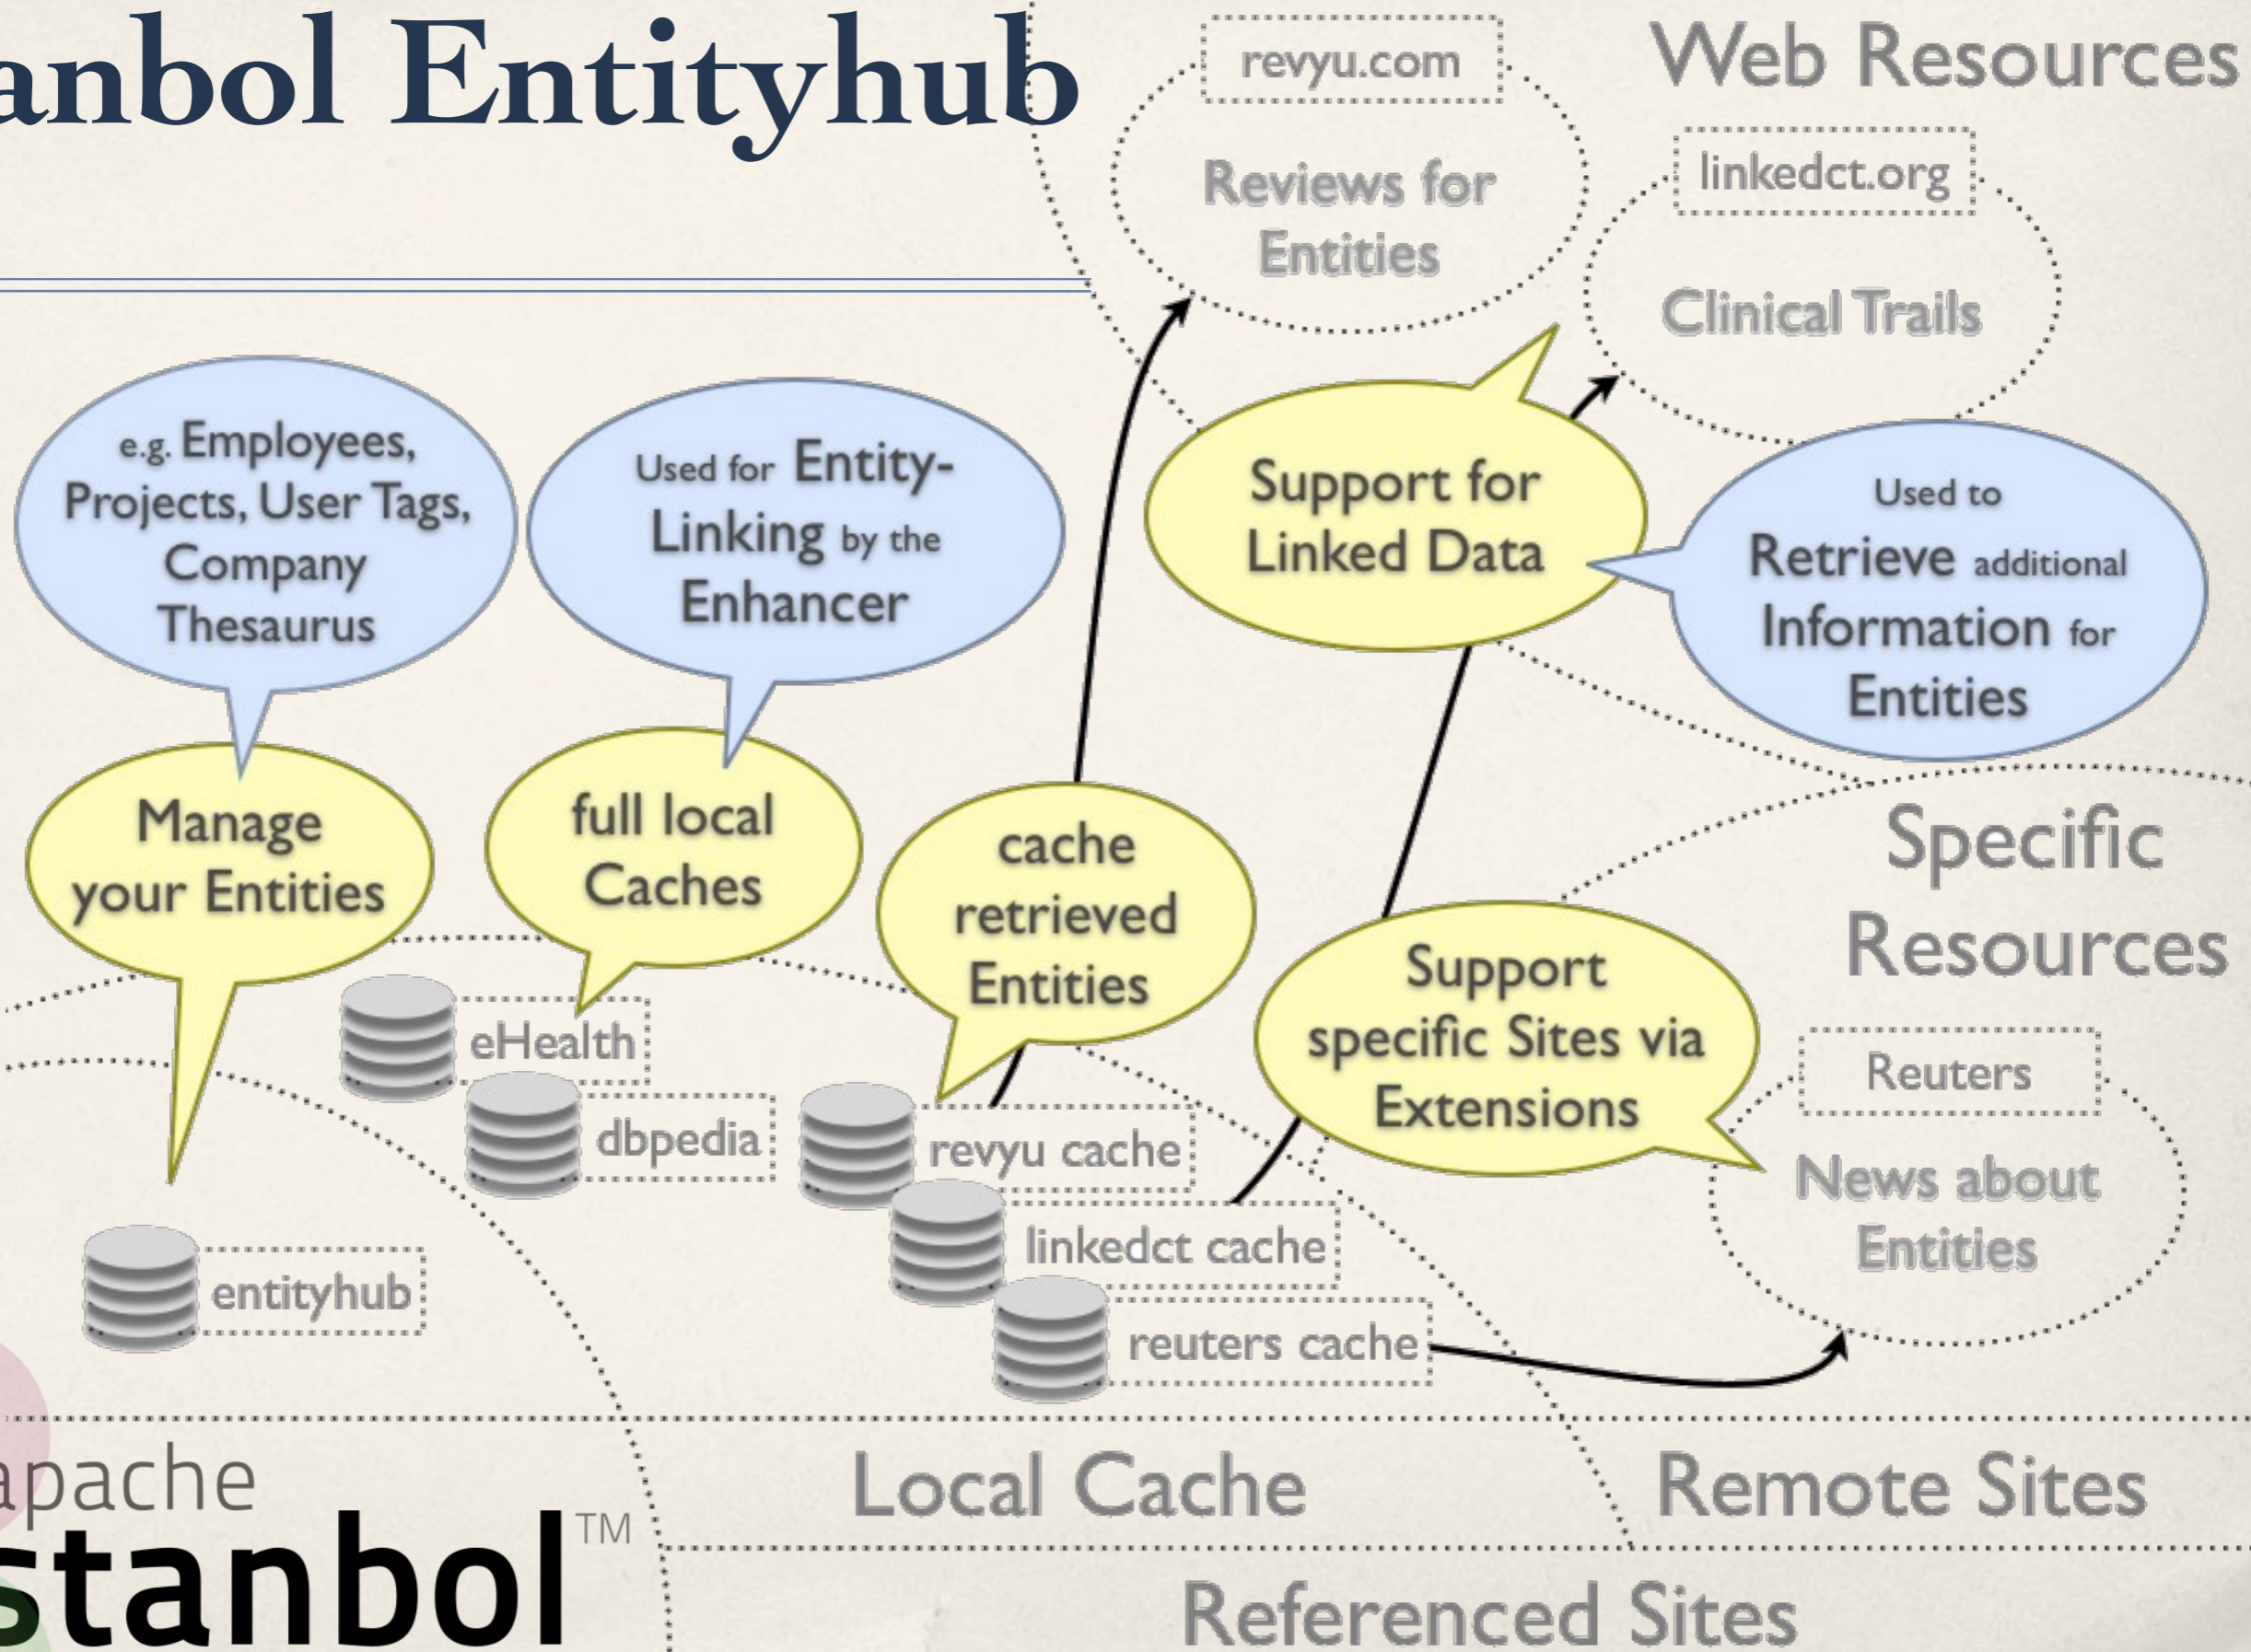 anbol Entityhub
revyu.com
Reviews for
Entities
Web Resources
linkedct.org
Clinical Trails
e.g. Employees,
Projects, User Tags,
Company
Thesaurus
Used for Entity-
Linking by the
Enhancer
Support for
Linked Data
Used to
Retrieve additional
Information for
Entities
Manage
your Entities
full local
Caches
cache
retrieved
Entities
Support
specific Sites via
Extensions
Specific
Resources
Reuters
News about
Entities
eHealth
dbpedia
revyu cache
linkedct cache
reuters cache
entityhub
apache
stanbol™
Local Cache
Remote Sites
Referenced Sites